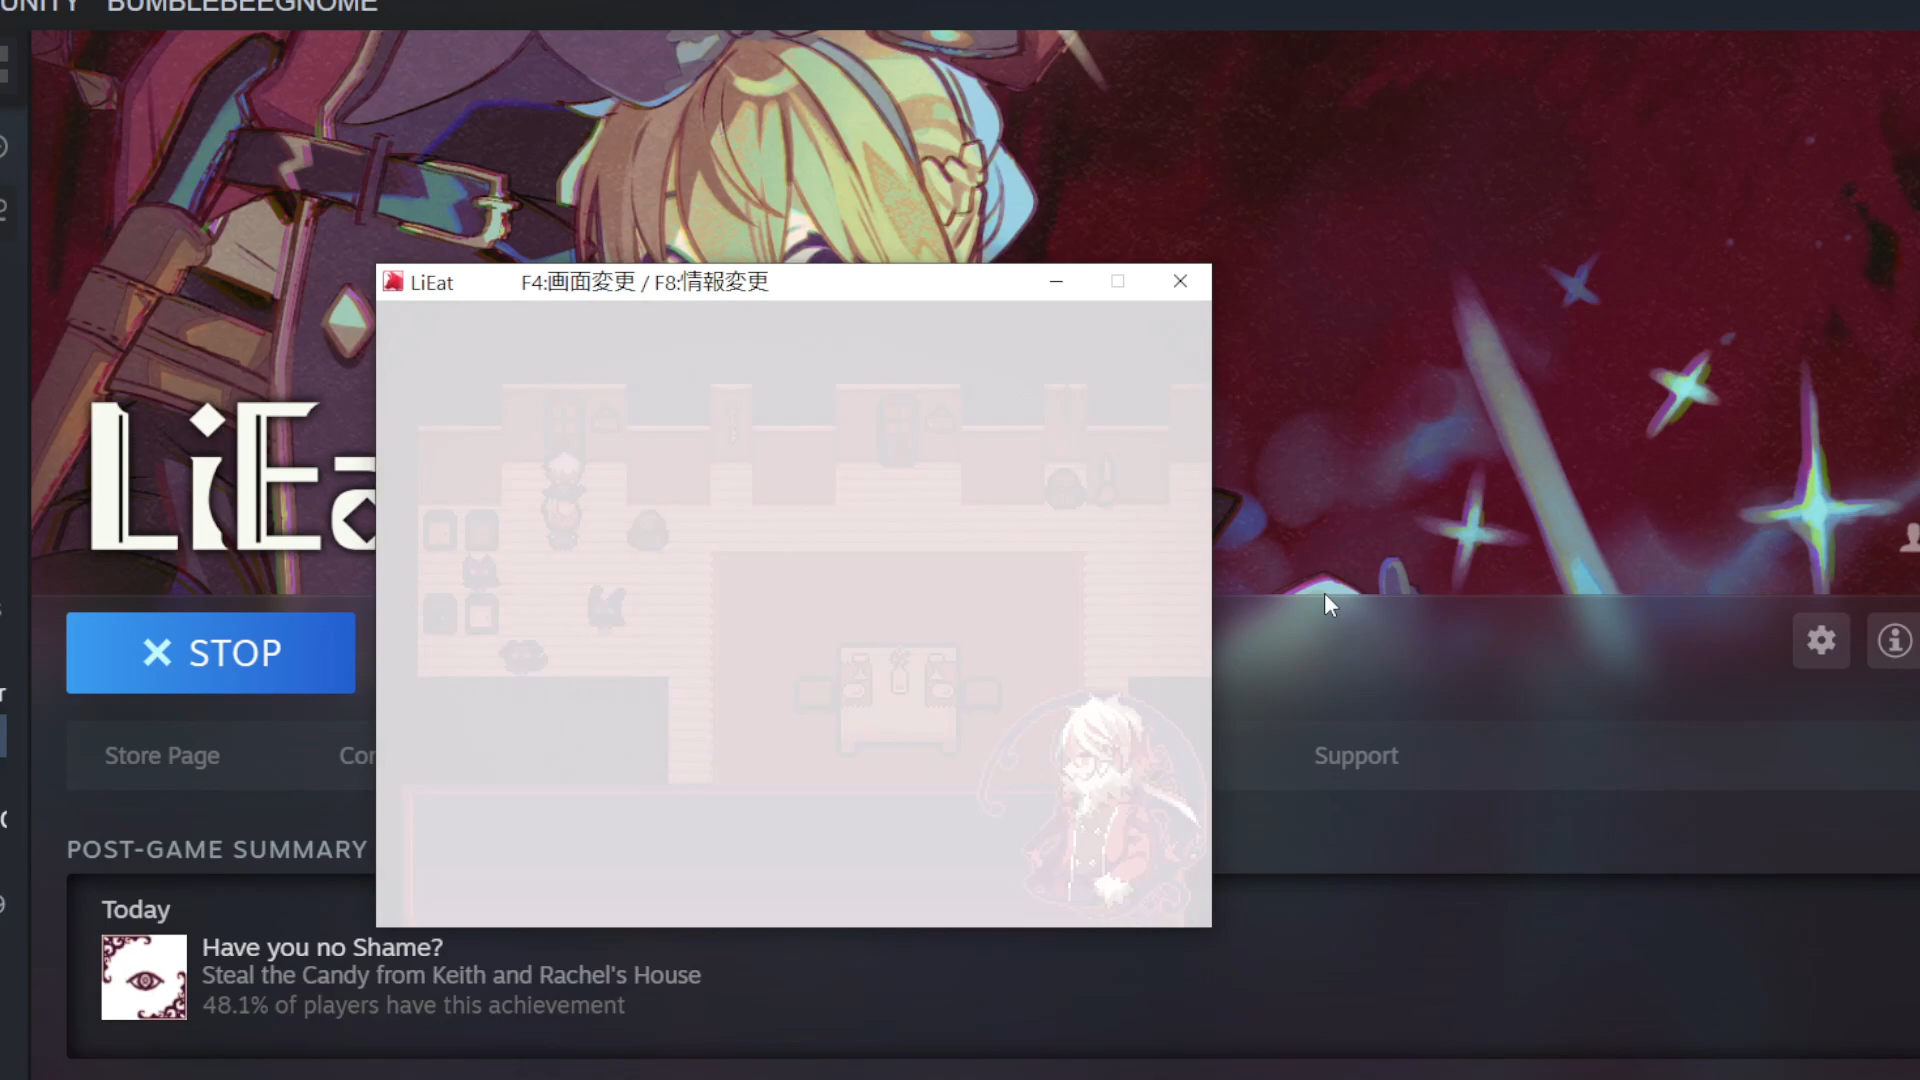 BUMBLEBEEGNOME
LiEat F4:画面変更 / F8:情報変更
STOP
Store Page
Support
POST-GAME SUMMARY
Today
Have you no Shame?
Steal the Candy from Keith and Rachel's House
48.1% of players have this achievement